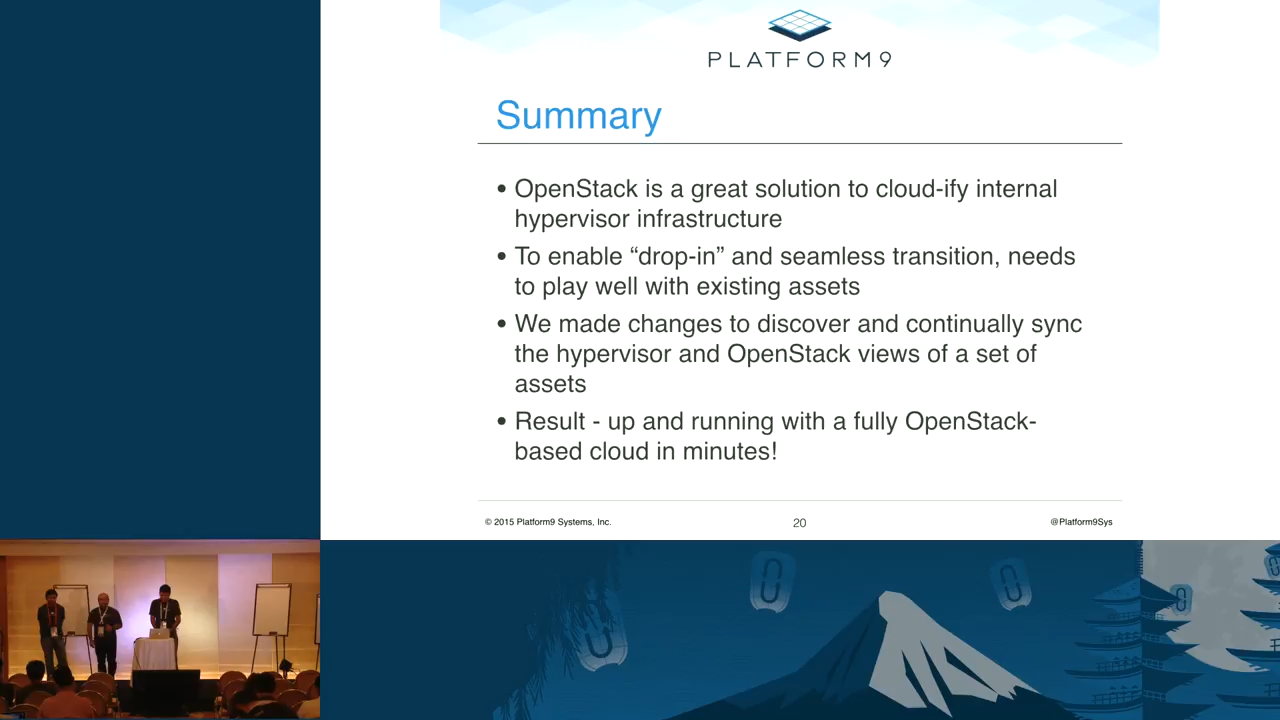 PLATFORM9
Summary
• OpenStack is a great solution to cloud-ify internal
hypervisor infrastructure
• To enable “drop-in” and seamless transition, needs
to play well with existing assets
• We made changes to discover and continually sync
the hypervisor and OpenStack views of a set of
assets
• Result - up and running with a fully OpenStack-
based cloud in minutes!
© 2015 Platform9 Systems, Inc.
20
@Platform9Sys